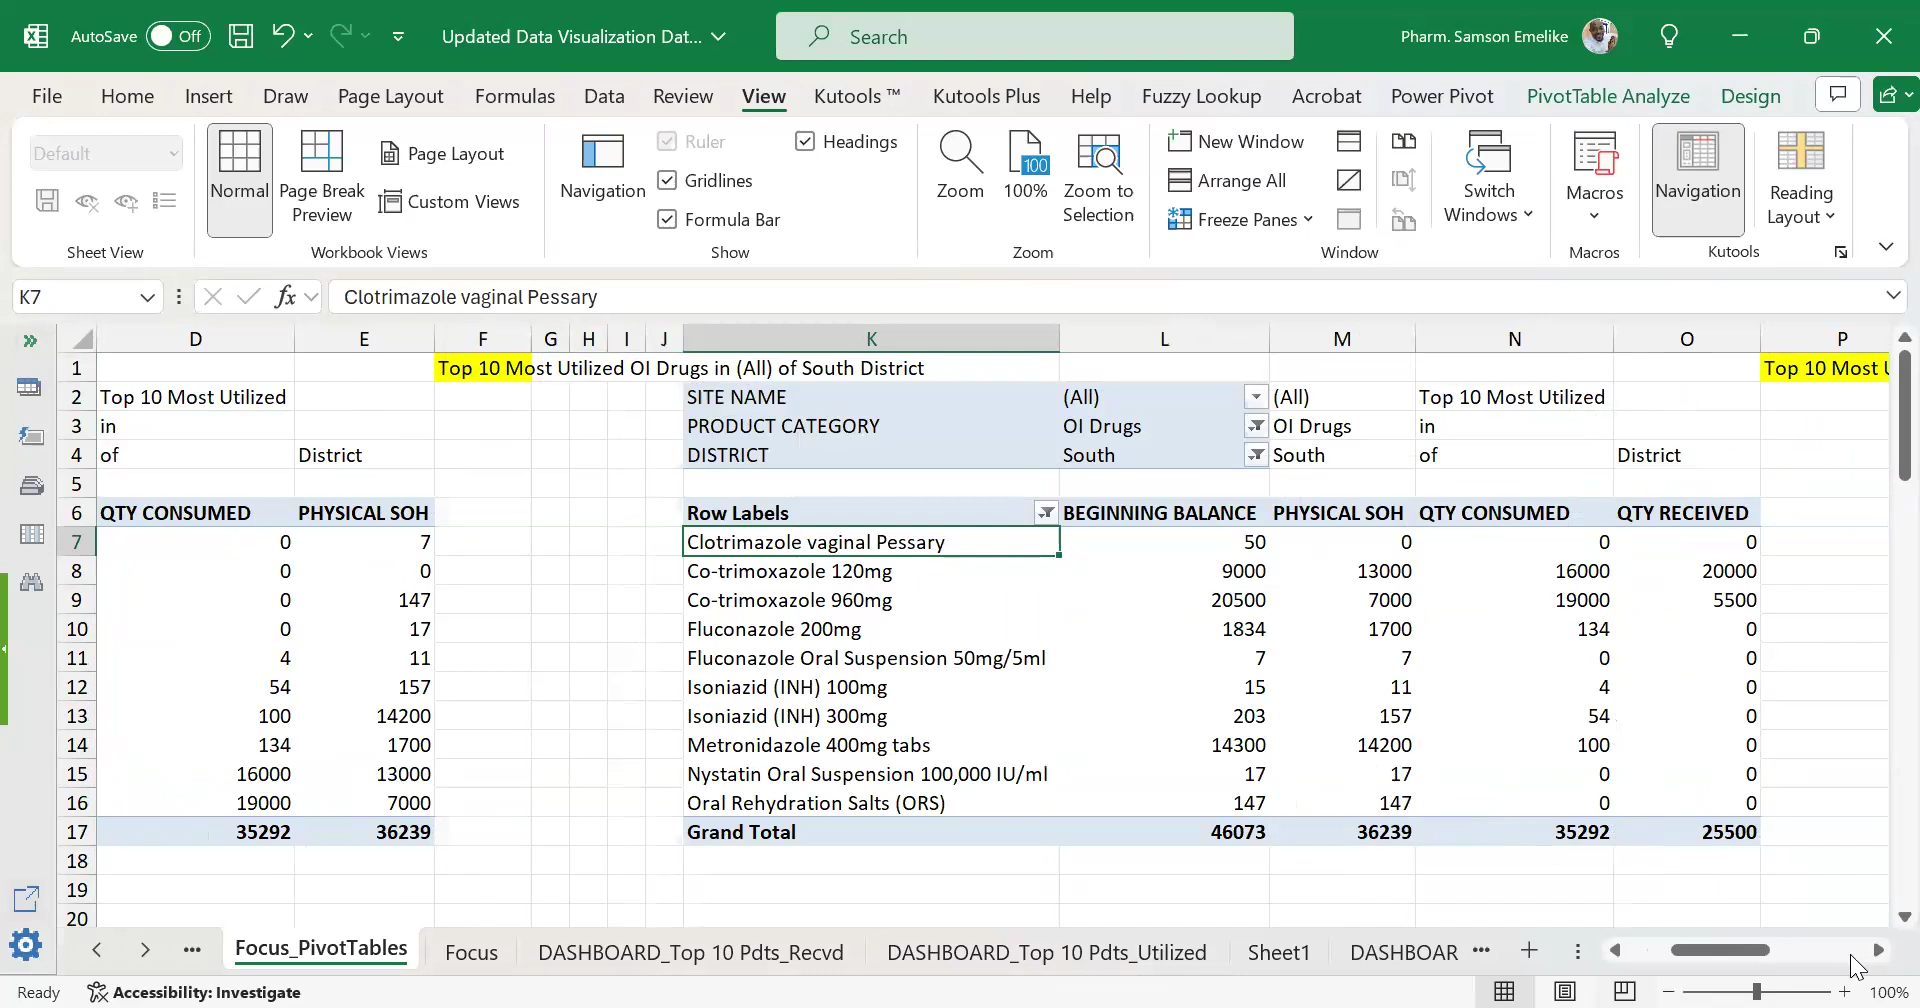 AutoSave Off Updated Data Visualization Dat... Search Pharm. Samson Emelike
File Home Insert Draw Page Layout Formulas Data Review View Kutools ™ Kutools Plus Help Fuzzy Lookup Acrobat Power Pivot PivotTable Analyze Design
Default
Normal
Page Break
Preview
Page Layout
Custom Views
Navigation
Ruler
Gridlines
Formula Bar
Headings
Zoom
100
100%
Zoom to
Selection
New Window
Arrange All
Freeze Panes
Switch
Windows
Macros
Navigation
Reading
Layout
Sheet View Workbook Views Show Zoom Window Macros Kutools
K7 fx Clotrimazole vaginal Pessary
D E F G H I J K L M N O P
1 Top 10 Most Utilized OI Drugs in (All) of South District Top 10 Most U
2 Top 10 Most Utilized SITE NAME (All) (All) Top 10 Most Utilized
3 in PRODUCT CATEGORY OI Drugs OI Drugs in
4 of District DISTRICT South South of District
5
6 QTY CONSUMED PHYSICAL SOH Row Labels BEGINNING BALANCE PHYSICAL SOH QTY CONSUMED QTY RECEIVED
7 0 7 Clotrimazole vaginal Pessary 50 0 0 0
8 0 0 Co-trimoxazole 120mg 9000 13000 16000 20000
9 0 147 Co-trimoxazole 960mg 20500 7000 19000 5500
10 0 17 Fluconazole 200mg 1834 1700 134 0
11 4 11 Fluconazole Oral Suspension 50mg/5ml 7 7 0 0
12 54 157 Isoniazid (INH) 100mg 15 11 4 0
13 100 14200 Isoniazid (INH) 300mg 203 157 54 0
14 134 1700 Metronidazole 400mg tabs 14300 14200 100 0
15 16000 13000 Nystatin Oral Suspension 100,000 IU/ml 17 17 0 0
16 19000 7000 Oral Rehydration Salts (ORS) 147 147 0 0
17 35292 36239 Grand Total 46073 36239 35292 25500
18
19
20
... Focus_PivotTables Focus DASHBOARD_Top 10 Pdts_Recvd DASHBOARD_Top 10 Pdts_Utilized Sheet1 DASHBOAR ...
Ready Accessibility: Investigate 100%